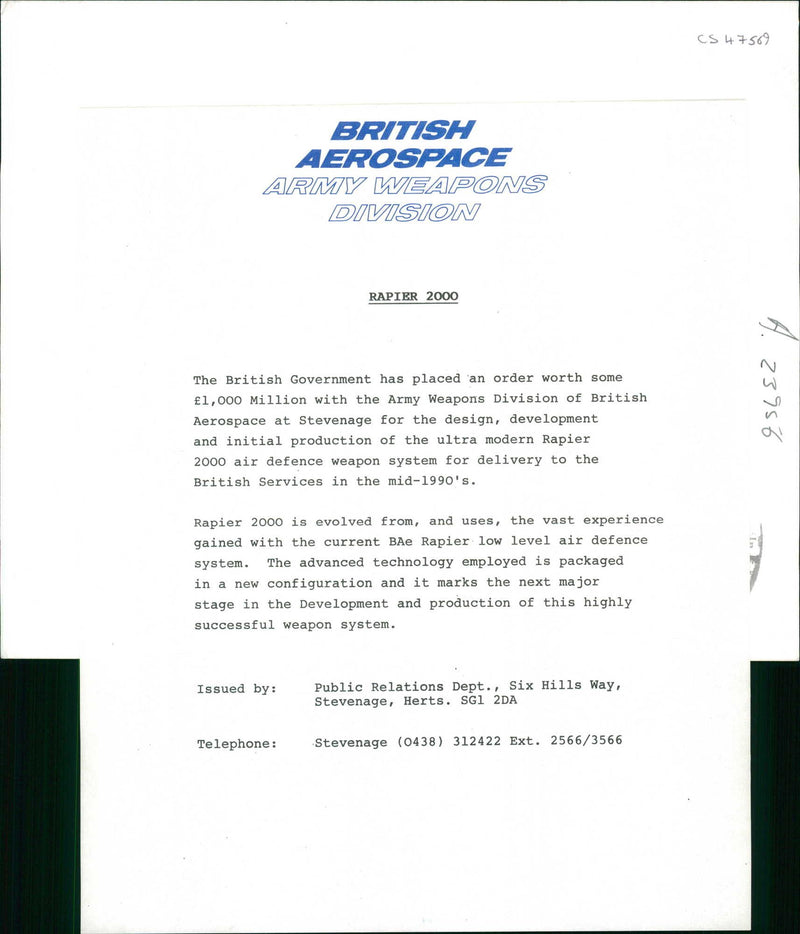 CS 47569
BRITISH
AEROSPACE
ARMY WEAPONS
DIVISION
RAPIER 2000
The British Government has placed an order worth some
£1,000 Million with the Army Weapons Division of British
Aerospace at Stevenage for the design, development
and initial production of the ultra modern Rapier
2000 air defence weapon system for delivery to the
British Services in the mid-1990's.
Rapier 2000 is evolved from, and uses, the vast experience
gained with the current BAe Rapier low level air defence
system. The advanced technology employed is packaged
in a new configuration and it marks the next major
stage in the Development and production of this highly
successful weapon system.
Issued by: Public Relations Dept., Six Hills Way,
Stevenage, Herts. SG1 2DA
Telephone: Stevenage (0438) 312422 Ext. 2566/3566